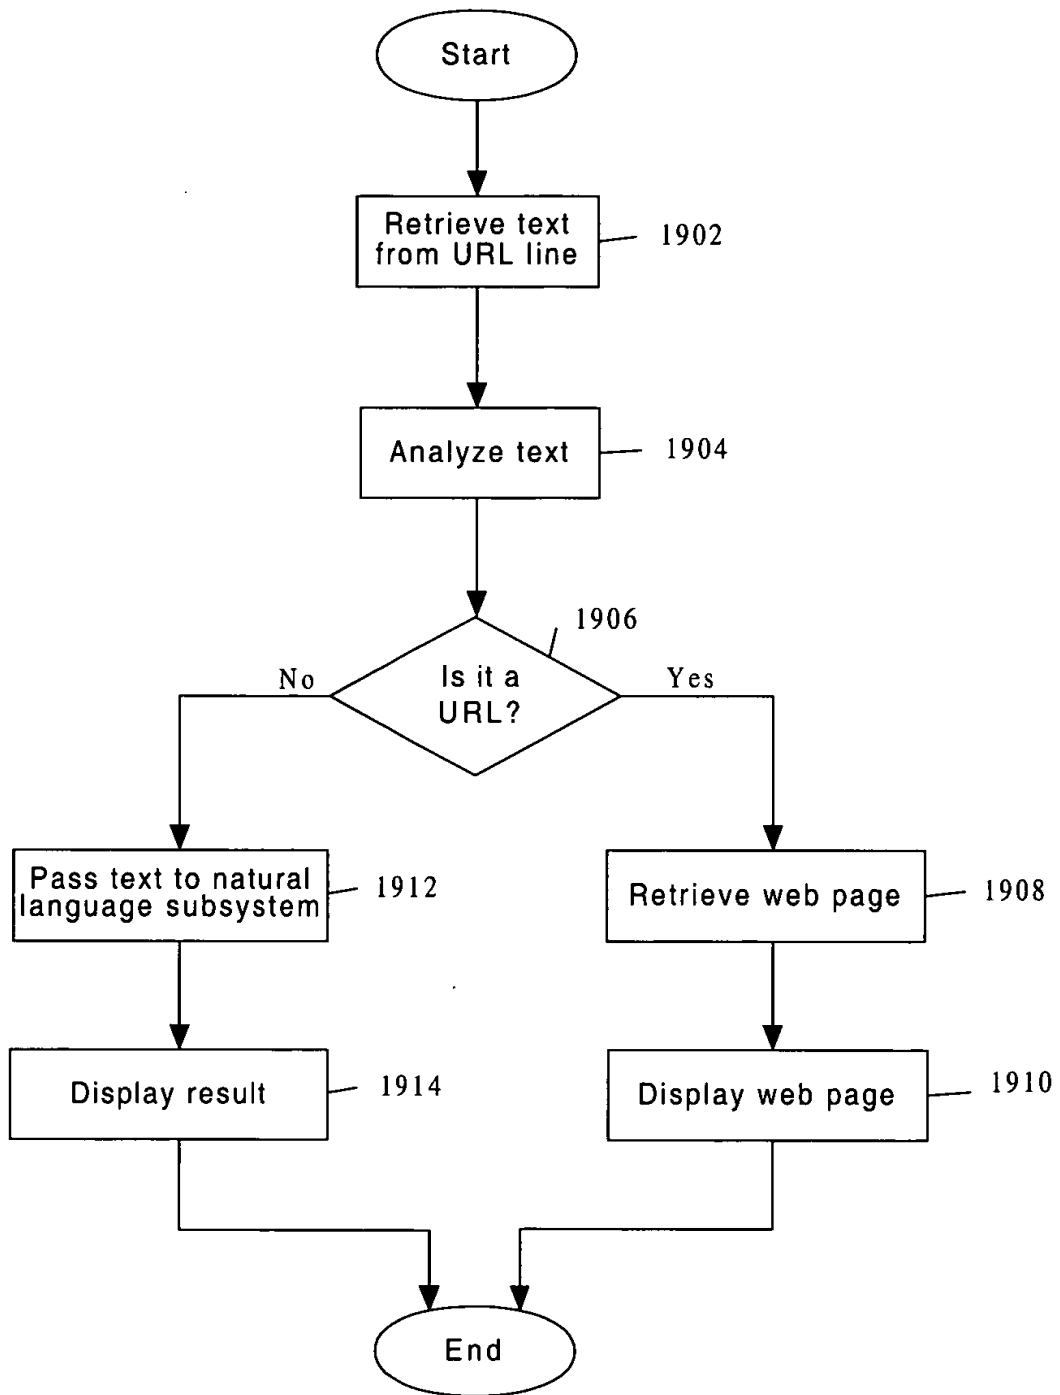 Start
Retrieve text
from URL line
1902
Analyze text
1904
1906
Is it a
URL?
No
Yes
Pass text to natural
language subsystem
1912
Retrieve web page
1908
Display result
1914
Display web page
1910
End